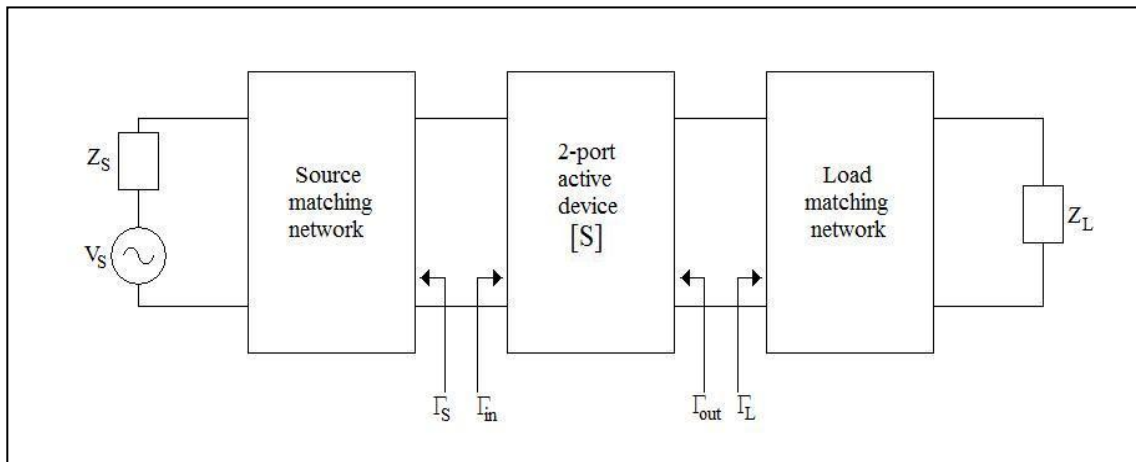 Z_S
V_S
Source
matching
network
2-port
active
device
[S]
Load
matching
network
Z_L
Γ_S
Γ_in
Γ_out
Γ_L